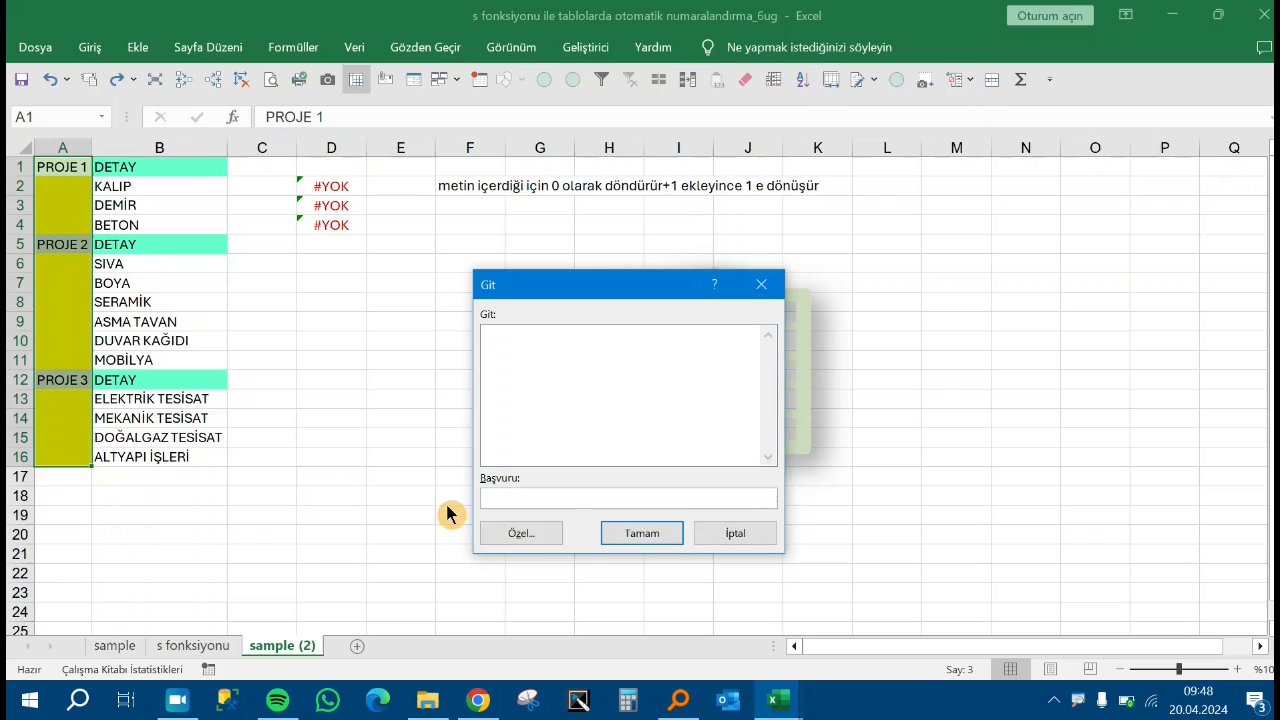 s fonksiyonu ile tablolarda otomatik numaralandırma_6ug - Excel
Oturum açın
Dosya Giriş Ekle Sayfa Düzeni Formüller Veri Gözden Geçir Görünüm Geliştirici Yardım Ne yapmak istediğinizi söyleyin
A1 fx PROJE 1
A B C D E F G H I J K L M N O P Q
1 PROJE 1 DETAY
2 KALIP #YOK metin içerdiği için 0 olarak döndürür+1 ekleyince 1 e dönüşür
3 DEMİR #YOK
4 BETON #YOK
5 PROJE 2 DETAY
6 SIVA
7 BOYA
8 SERAMİK
9 ASMA TAVAN
10 DUVAR KAĞIDI
11 MOBİLYA
12 PROJE 3 DETAY
13 ELEKTRİK TESİSAT
14 MEKANİK TESİSAT
15 DOĞALGAZ TESİSAT
16 ALTYAPI İŞLERİ
17
18
19
20
21
22
23
24
25
Git
?
Git:
Başvuru:
Özel... Tamam İptal
sample s fonksiyonu sample (2)
Hazır Çalışma Kitabı İstatistikleri Say: 3 %10
09:48
20.04.2024
3